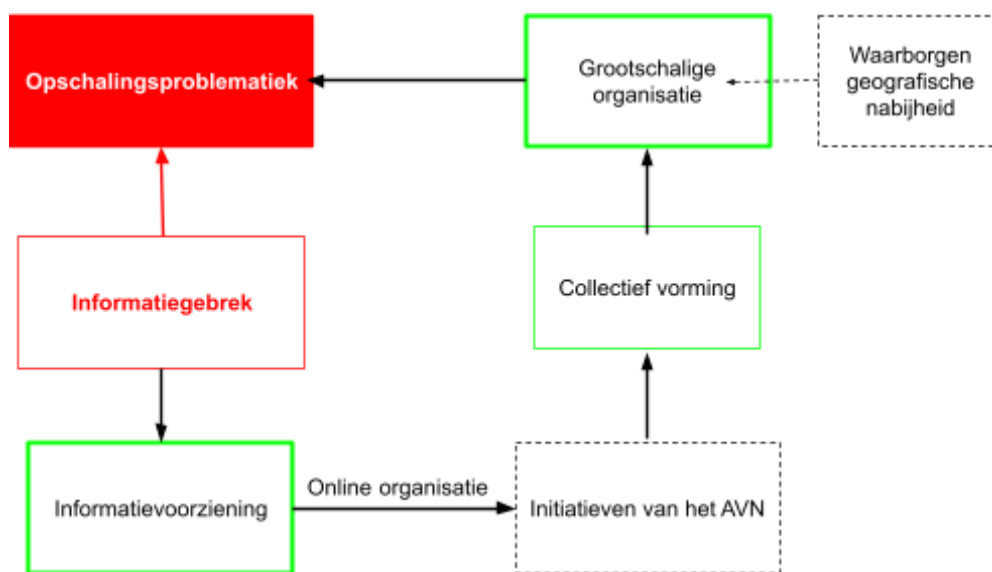 Opschalingsproblematiek
Grootschalige
organisatie
Waarborgen
geografische
nabijheid
Informatiegebrek
Collectief vorming
Informatievoorziening
Online organisatie
Initiatieven van het AVN